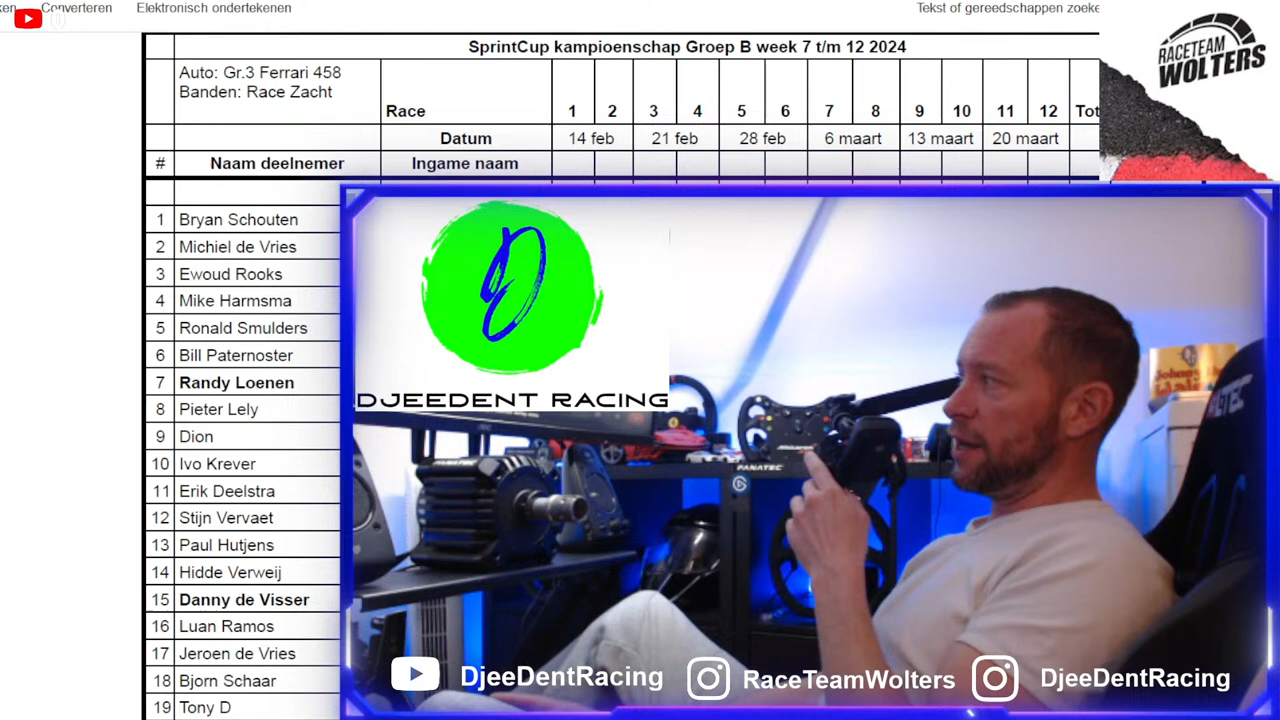 Converteren Elektronisch ondertekenen
Tekst of gereedschappen zoeke
0
RACETEAM
WOLTERS
SprintCup kampioenschap Groep B week 7 t/m 12 2024
Auto: Gr.3 Ferrari 458
Banden: Race Zacht
Race 1 2 3 4 5 6 7 8 9 10 11 12 Tot
Datum 14 feb 21 feb 28 feb 6 maart 13 maart 20 maart
# Naam deelnemer Ingame naam
1 Bryan Schouten
2 Michiel de Vries
3 Ewoud Rooks
4 Mike Harmsma
5 Ronald Smulders
6 Bill Paternoster
7 Randy Loenen
8 Pieter Lely
9 Dion
10 Ivo Krever
11 Erik Deelstra
12 Stijn Vervaet
13 Paul Hutjens
14 Hidde Verweij
15 Danny de Visser
16 Luan Ramos
17 Jeroen de Vries
18 Bjorn Schaar
19 Tony D
D
DJEEDENT RACING
FANATEC
FANATEC
DjeeDentRacing
RaceTeamWolters
DjeeDentRacing